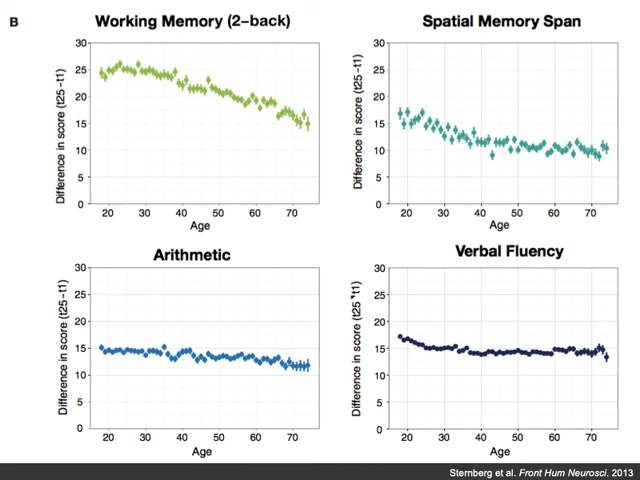 B
Working Memory (2-back)
Difference in score (t25-t1)
30
25
20
15
10
5
0
20 30 40 50 60 70
Age
Spatial Memory Span
Difference in score (t25-t1)
30
25
20
15
10
5
0
20 30 40 50 60 70
Age
Arithmetic
Difference in score (t25-t1)
30
25
20
15
10
5
0
20 30 40 50 60 70
Age
Verbal Fluency
Difference in score (t25-t1)
30
25
20
15
10
5
0
20 30 40 50 60 70
Age
Sternberg et al. Front Hum Neurosci. 2013